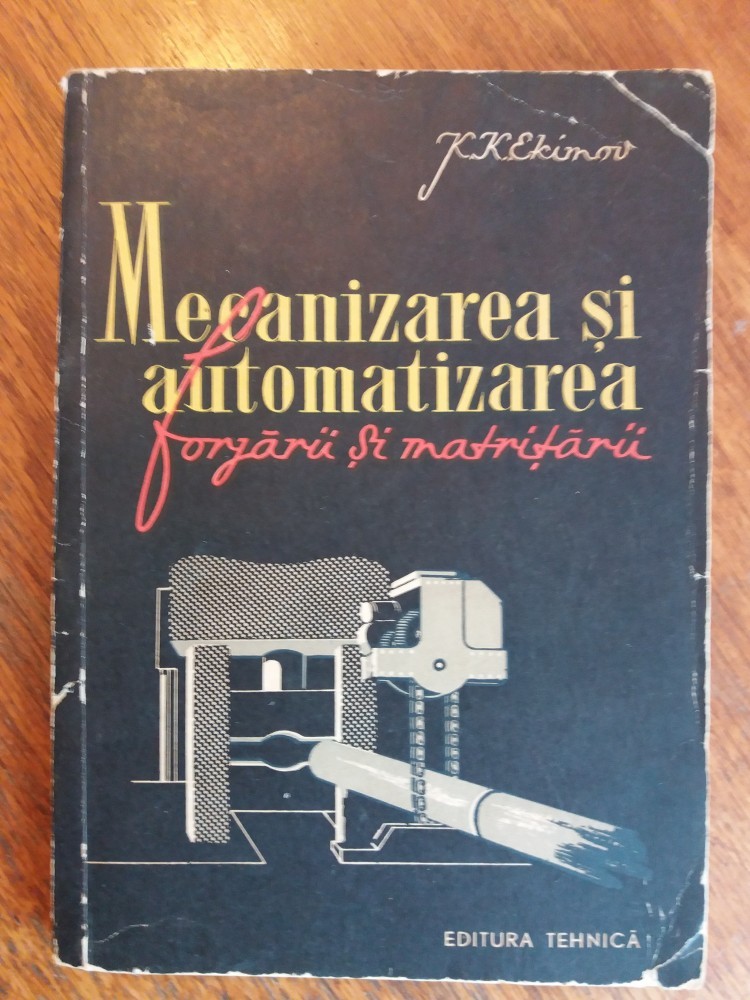 K.K.Ekimov
Mecanizarea și
automatizarea
forjării și matrițării
EDITURA TEHNICĂ